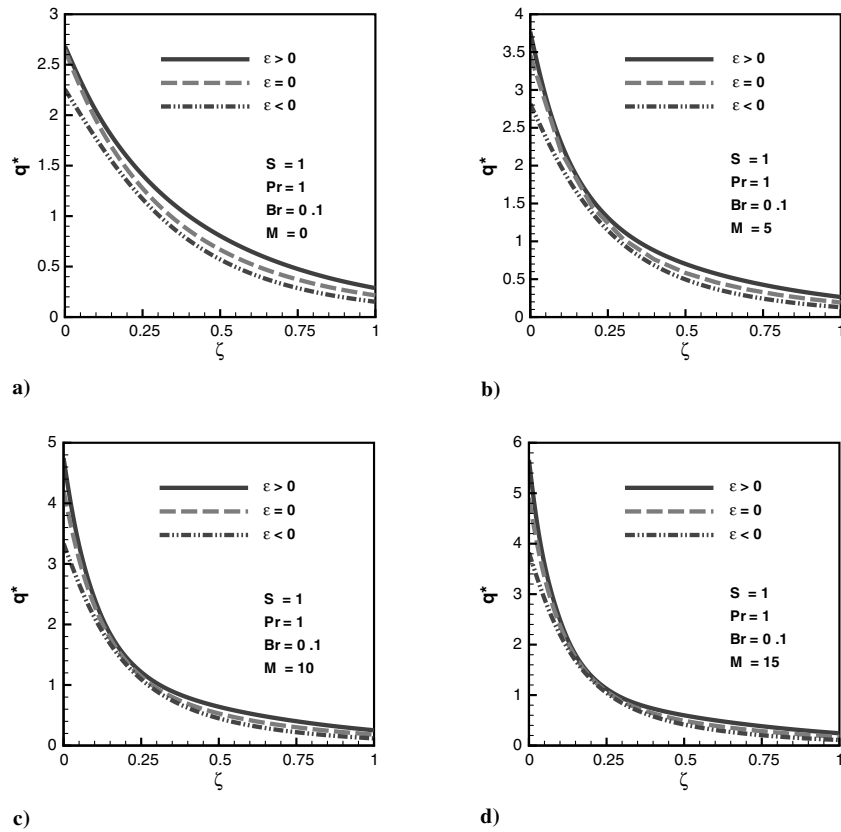 3
2.5
2
1.5
1
0.5
0
q*
ε > 0
ε = 0
ε < 0
S = 1
Pr = 1
Br = 0 .1
M = 0
0 0.25 0.5 0.75 1
ζ
a)
4
3.5
3
2.5
2
1.5
1
0.5
0
q*
ε > 0
ε = 0
ε < 0
S = 1
Pr = 1
Br = 0 .1
M = 5
0 0.25 0.5 0.75 1
ζ
b)
5
4
3
2
1
0
q*
ε > 0
ε = 0
ε < 0
S = 1
Pr = 1
Br = 0 .1
M = 10
0 0.25 0.5 0.75 1
ζ
c)
6
5
4
3
2
1
0
q*
ε > 0
ε = 0
ε < 0
S = 1
Pr = 1
Br = 0 .1
M = 15
0 0.25 0.5 0.75 1
ζ
d)